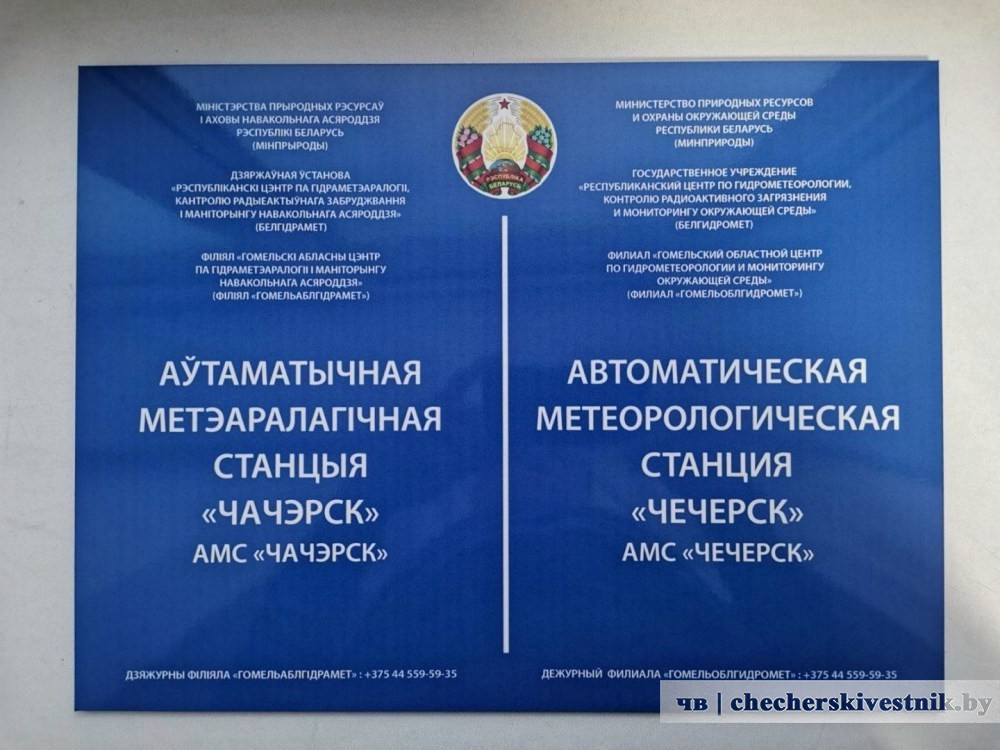 МІНІСТЭРСТВА ПРЫРОДНЫХ РЭСУРСАЎ
І АХОВЫ НАВАКОЛЬНАГА АСЯРОДДЗЯ
РЭСПУБЛІКІ БЕЛАРУСЬ
(МІНПРЫРОДЫ)
ДЗЯРЖАЎНАЯ ЎСТАНОВА
«РЭСПУБЛІКАНСКІ ЦЭНТР ПА ГІДРАМЕТЭАРАЛОГІІ,
КАНТРОЛЮ РАДЫЕАКТЫЎНАГА ЗАБРУДЖВАННЯ
І МАНІТОРЫНГУ НАВАКОЛЬНАГА АСЯРОДДЗЯ»
(БЕЛГІДРАМЕТ)
ФІЛІЯЛ «ГОМЕЛЬСКІ АБЛАСНЫ ЦЭНТР
ПА ГІДРАМЕТЭАРАЛОГІІ І МАНІТОРЫНГУ
НАВАКОЛЬНАГА АСЯРОДДЗЯ»
(ФІЛІЯЛ «ГОМЕЛЬАБЛГІДРАМЕТ»)
АЎТАМАТЫЧНАЯ
МЕТЭАРАЛАГІЧНАЯ
СТАНЦЫЯ
«ЧАЧЭРСК»
АМС «ЧАЧЭРСК»
ДЗЯЖУРНЫ ФІЛІЯЛА «ГОМЕЛЬАБЛГІДРАМЕТ» : +375 44 559-59-35
РЭСПУБЛІКА
БЕЛАРУСЬ
МИНИСТЕРСТВО ПРИРОДНЫХ РЕСУРСОВ
И ОХРАНЫ ОКРУЖАЮЩЕЙ СРЕДЫ
РЕСПУБЛИКИ БЕЛАРУСЬ
(МИНПРИРОДЫ)
ГОСУДАРСТВЕННОЕ УЧРЕЖДЕНИЕ
«РЕСПУБЛИКАНСКИЙ ЦЕНТР ПО ГИДРОМЕТЕОРОЛОГИИ,
КОНТРОЛЮ РАДИОАКТИВНОГО ЗАГРЯЗНЕНИЯ
И МОНИТОРИНГУ ОКРУЖАЮЩЕЙ СРЕДЫ»
(БЕЛГИДРОМЕТ)
ФИЛИАЛ «ГОМЕЛЬСКИЙ ОБЛАСТНОЙ ЦЕНТР
ПО ГИДРОМЕТЕОРОЛОГИИ И МОНИТОРИНГУ
ОКРУЖАЮЩЕЙ СРЕДЫ»
(ФИЛИАЛ «ГОМЕЛЬОБЛГИДРОМЕТ»)
АВТОМАТИЧЕСКАЯ
МЕТЕОРОЛОГИЧЕСКАЯ
СТАНЦИЯ
«ЧЕЧЕРСК»
АМС «ЧЕЧЕРСК»
ДЕЖУРНЫЙ ФИЛИАЛА «ГОМЕЛЬОБЛГИДРОМЕТ» : +375 44 559-59-35
ЧВ | checherskivestnik.by